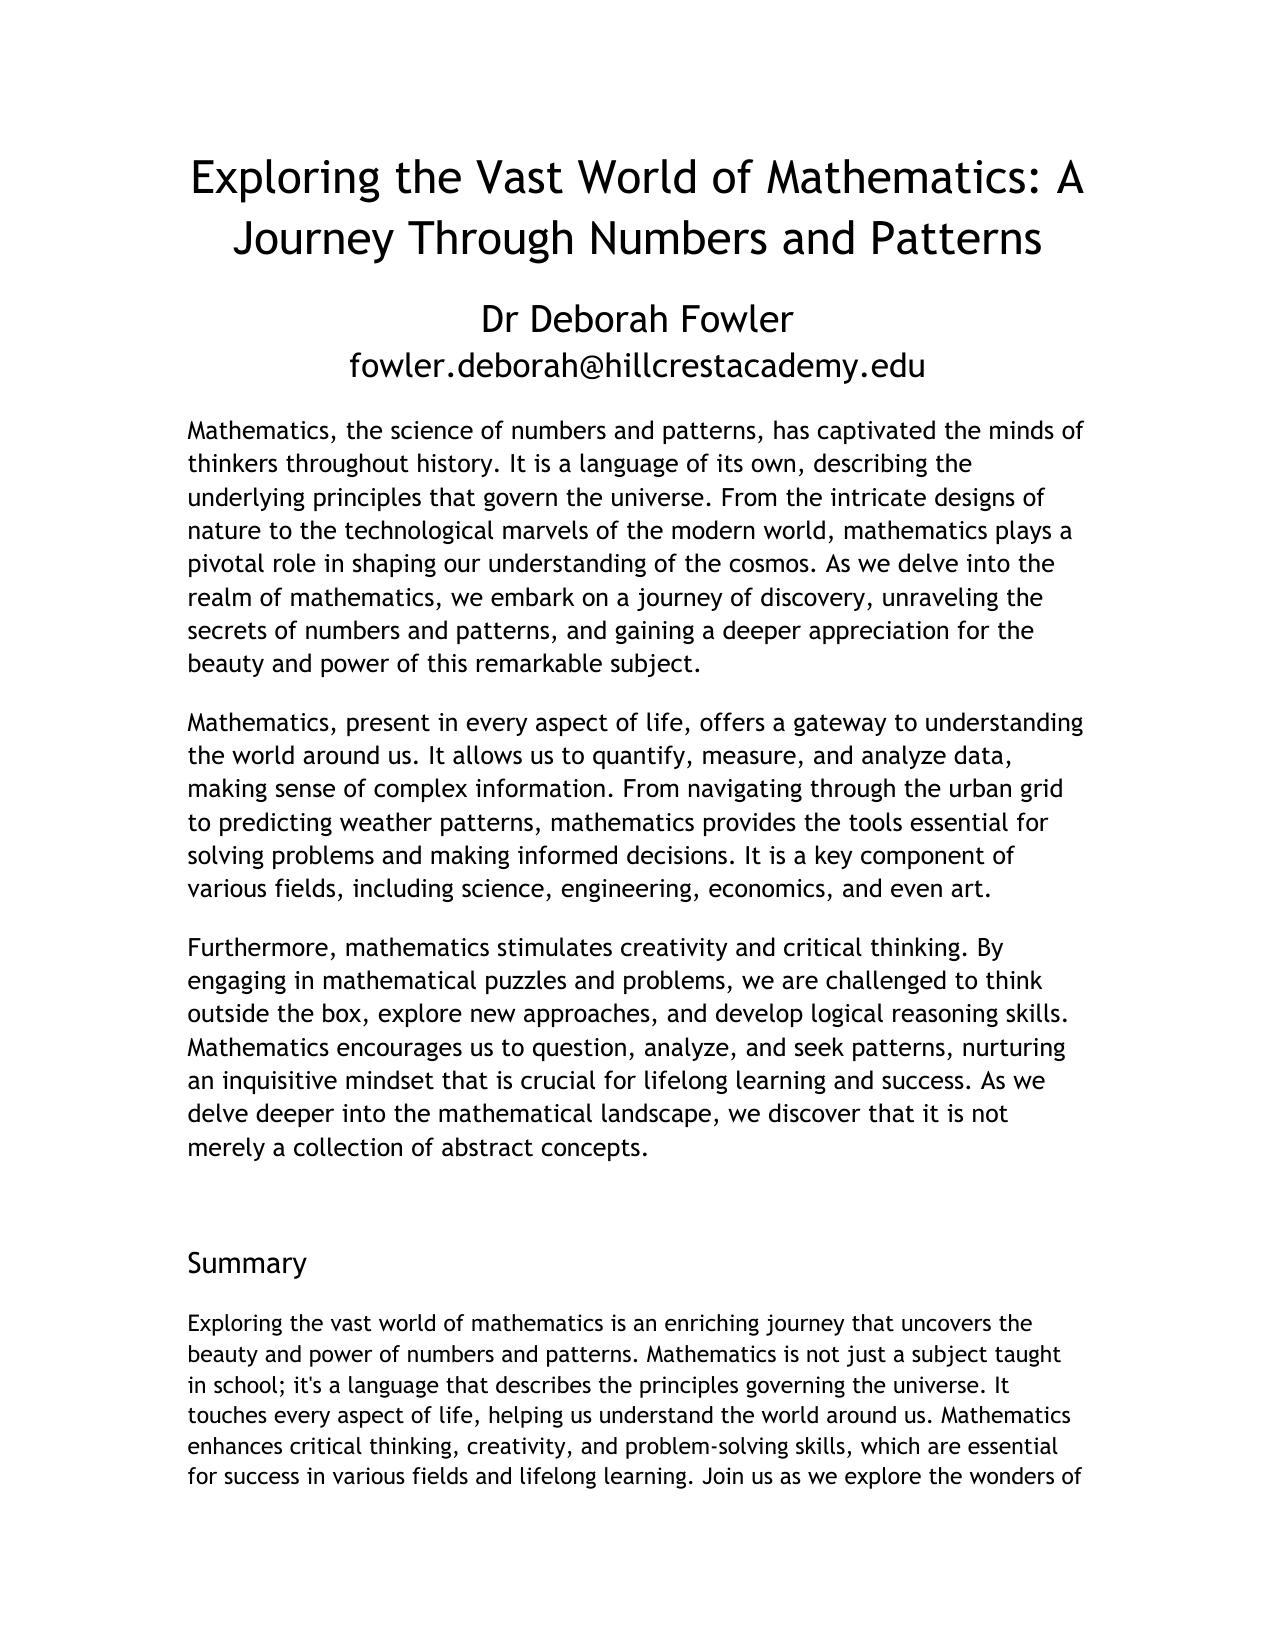 Exploring the Vast World of Mathematics: A
Journey Through Numbers and Patterns
Dr Deborah Fowler
fowler.deborah@hillcrestacademy.edu
Mathematics, the science of numbers and patterns, has captivated the minds of
thinkers throughout history. It is a language of its own, describing the
underlying principles that govern the universe. From the intricate designs of
nature to the technological marvels of the modern world, mathematics plays a
pivotal role in shaping our understanding of the cosmos. As we delve into the
realm of mathematics, we embark on a journey of discovery, unraveling the
secrets of numbers and patterns, and gaining a deeper appreciation for the
beauty and power of this remarkable subject.
Mathematics, present in every aspect of life, offers a gateway to understanding
the world around us. It allows us to quantify, measure, and analyze data,
making sense of complex information. From navigating through the urban grid
to predicting weather patterns, mathematics provides the tools essential for
solving problems and making informed decisions. It is a key component of
various fields, including science, engineering, economics, and even art.
Furthermore, mathematics stimulates creativity and critical thinking. By
engaging in mathematical puzzles and problems, we are challenged to think
outside the box, explore new approaches, and develop logical reasoning skills.
Mathematics encourages us to question, analyze, and seek patterns, nurturing
an inquisitive mindset that is crucial for lifelong learning and success. As we
delve deeper into the mathematical landscape, we discover that it is not
merely a collection of abstract concepts.
Summary
Exploring the vast world of mathematics is an enriching journey that uncovers the
beauty and power of numbers and patterns. Mathematics is not just a subject taught
in school; it's a language that describes the principles governing the universe. It
touches every aspect of life, helping us understand the world around us. Mathematics
enhances critical thinking, creativity, and problem-solving skills, which are essential
for success in various fields and lifelong learning. Join us as we explore the wonders of